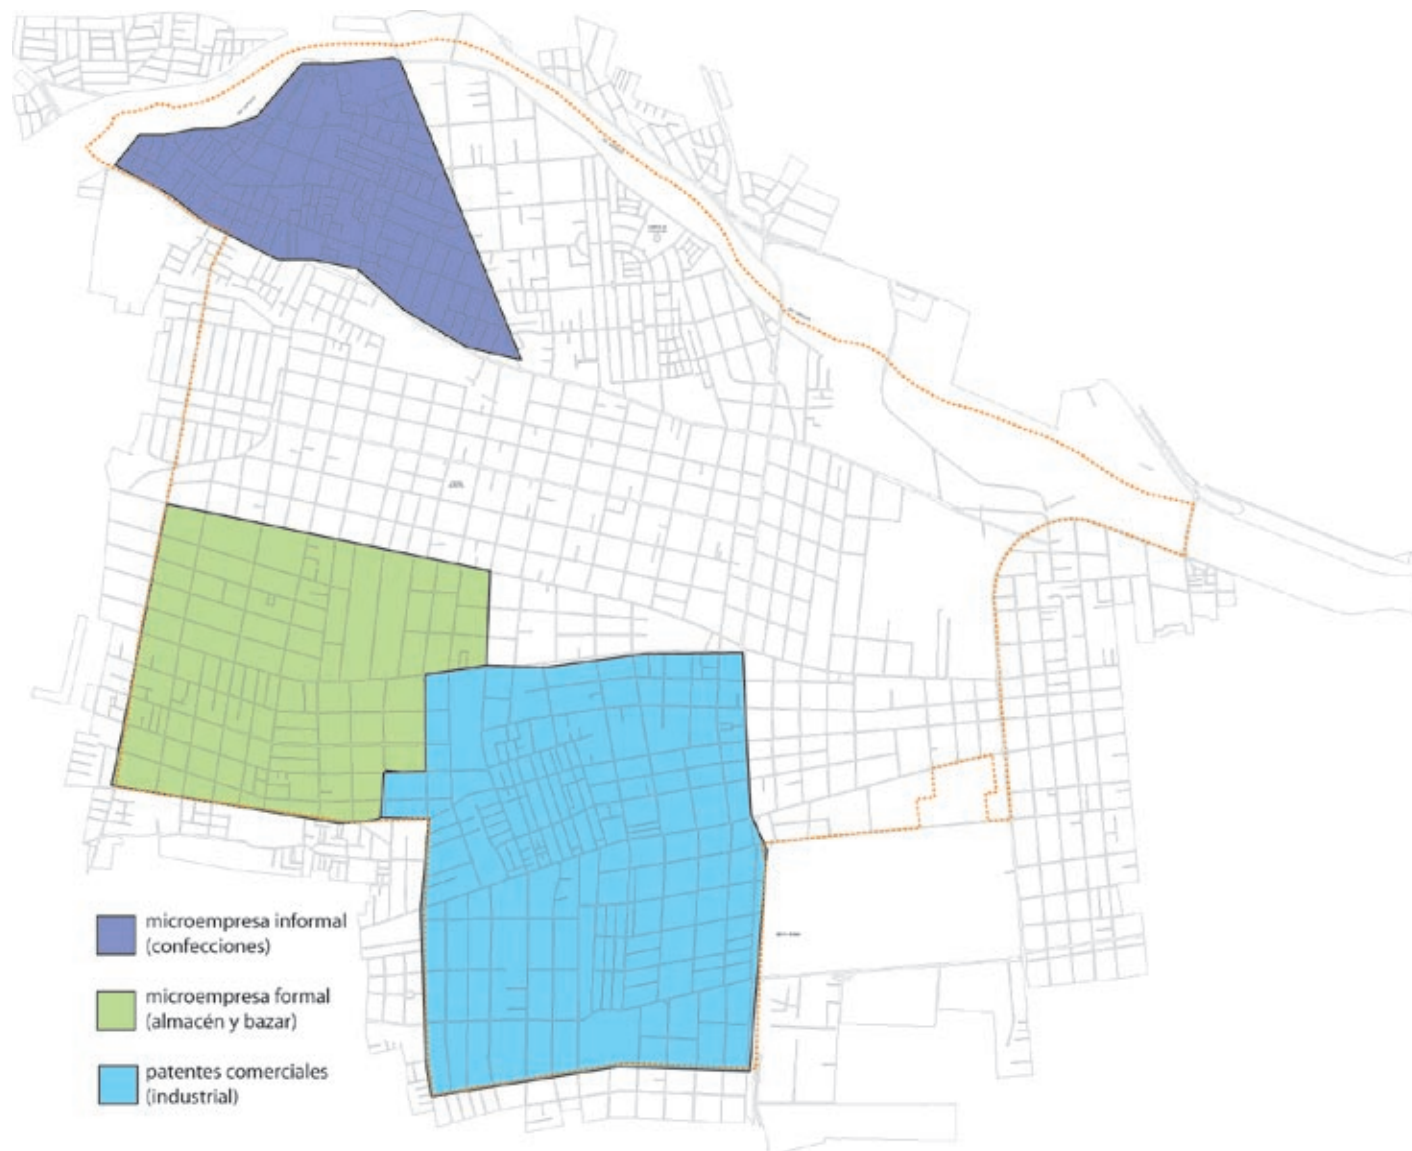 microempresa informal
(confecciones)
microempresa formal
(almacén y bazar)
patentes comerciales
(industrial)